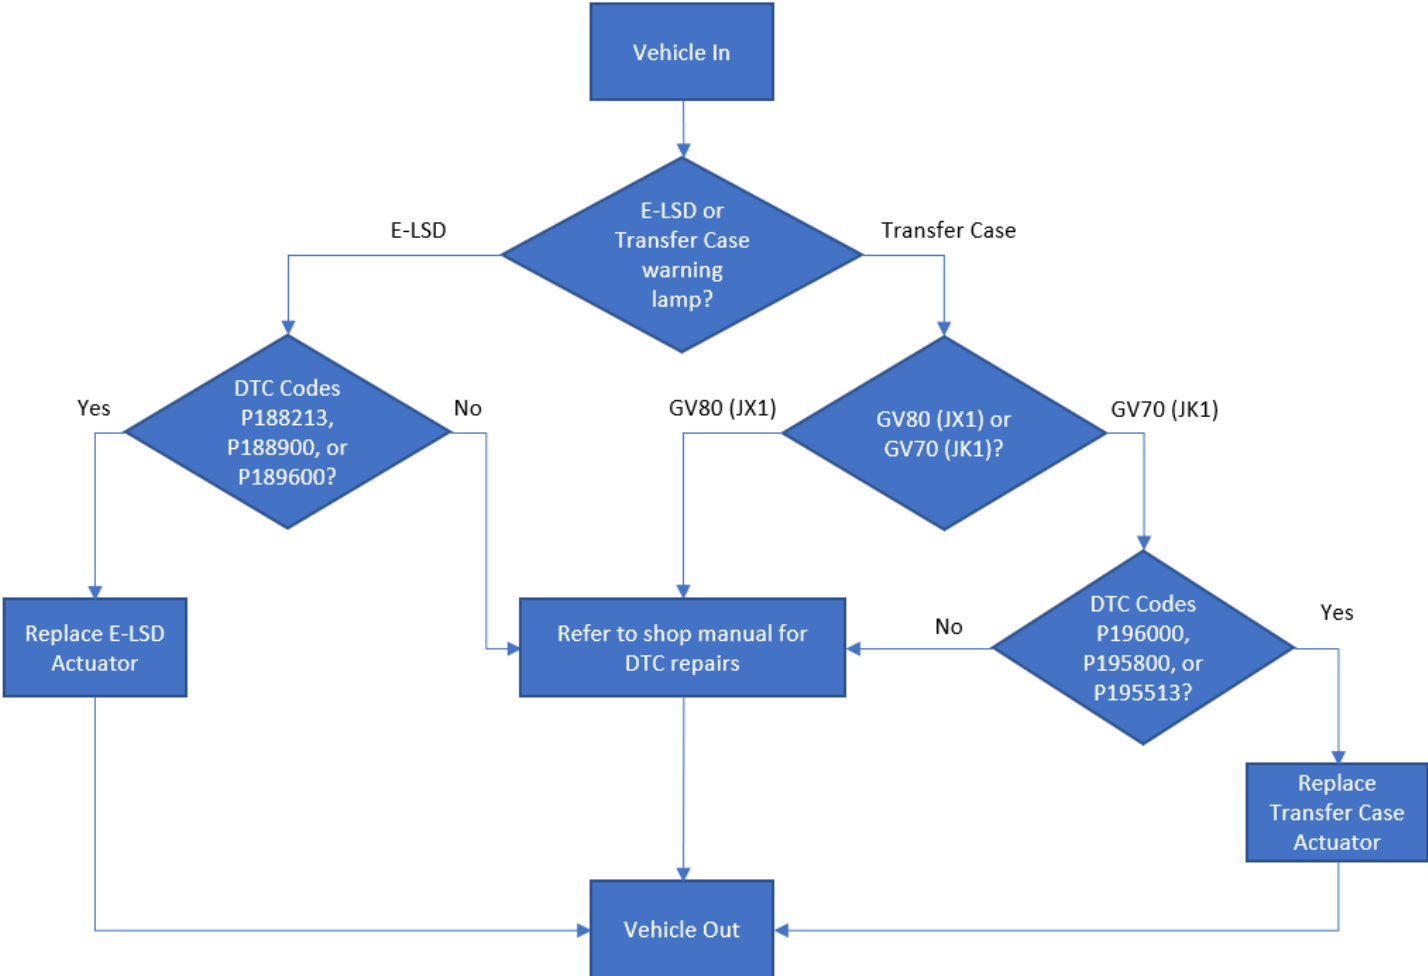 Vehicle In
E-LSD or
Transfer Case
warning
lamp?
E-LSD
Transfer Case
DTC Codes
P188213,
P188900, or
P189600?
Yes
No
GV80 (JX1) or
GV70 (JK1)?
GV80 (JX1)
GV70 (JK1)
Replace E-LSD
Actuator
Refer to shop manual for
DTC repairs
No
DTC Codes
P196000,
P195800, or
P195513?
Yes
Replace
Transfer Case
Actuator
Vehicle Out